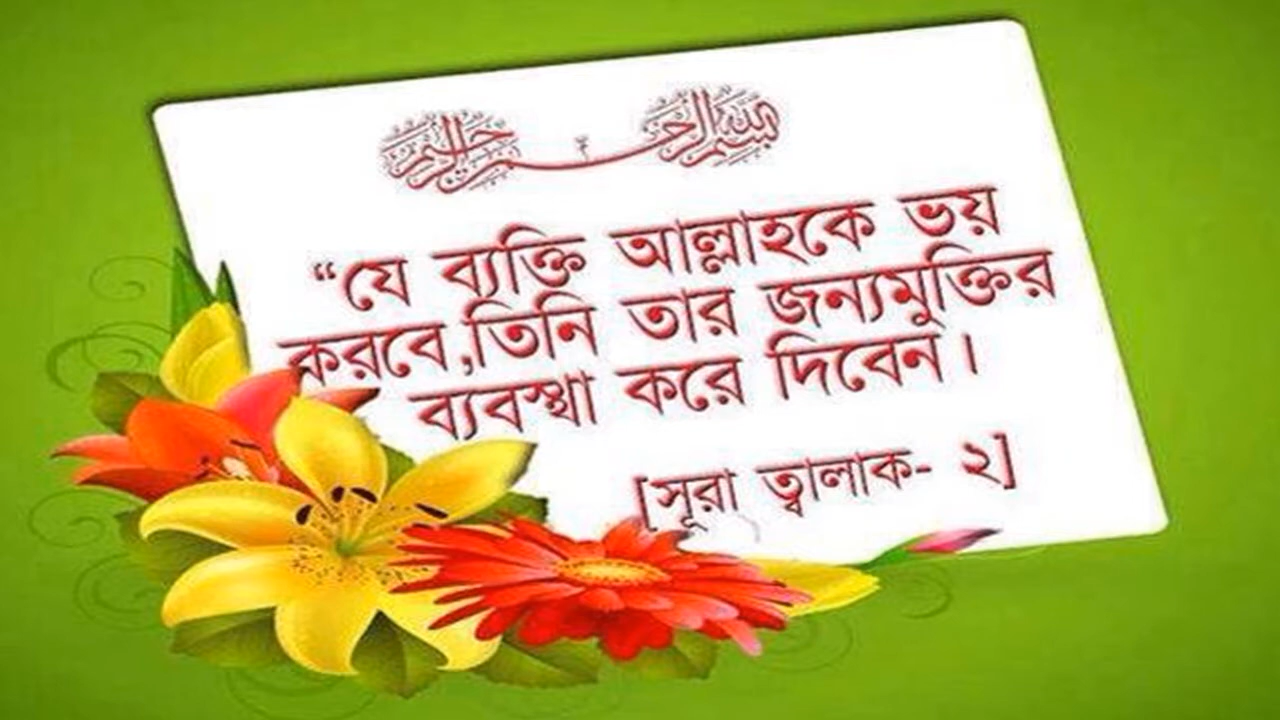 بسم الله الرحمن الرحيم
“যে ব্যক্তি আল্লাহকে ভয়
করবে,তিনি তার জন্যমুক্তির
ব্যবস্থা করে দিবেন।
[সূরা ত্বালাক- ২]